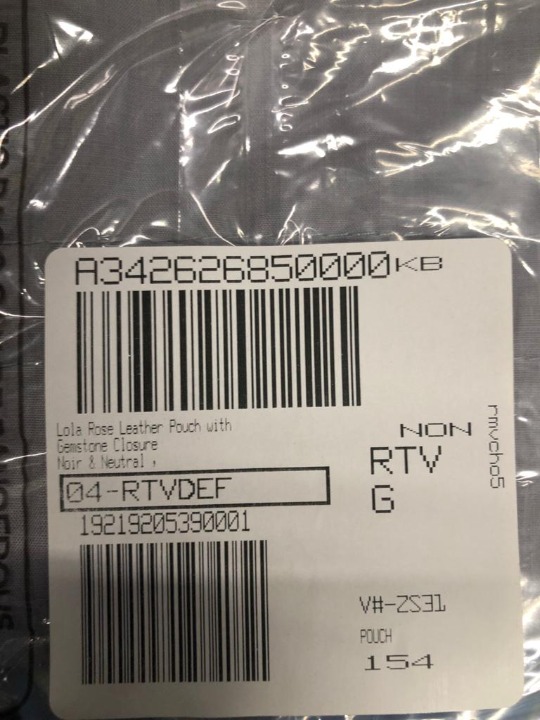 A342626850000KB
Lola Rose Leather Pouch with
Gemstone Closure
Noir & Neutral ,
04-RTVDEF
19219205390001
NON
RTV
G
rmvcho5
V#-ZS31
POUCH
154